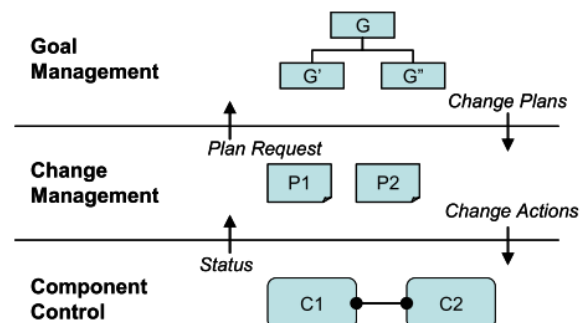 Goal
Management
G
G'
G"
Change Plans
Plan Request
Change
Management
P1
P2
Change Actions
Status
Component
Control
C1
C2